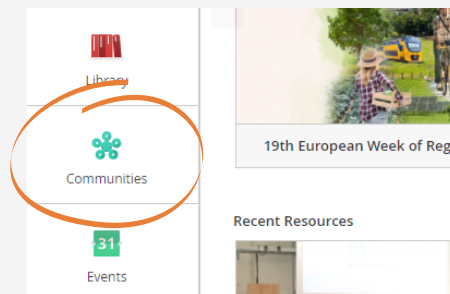 Library
Communities
31
Events
19th European Week of Reg
Recent Resources